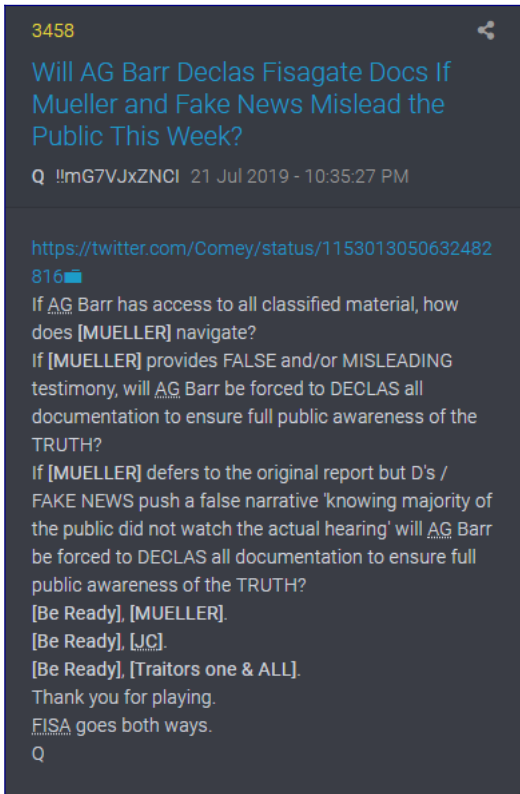 3458
Will AG Barr Declas Fisagate Docs If
Mueller and Fake News Mislead the
Public This Week?
Q !!mG7VJxZNCI 21 Jul 2019 - 10:35:27 PM
https://twitter.com/Comey/status/1153013050632482
816
If AG Barr has access to all classified material, how
does [MUELLER] navigate?
If [MUELLER] provides FALSE and/or MISLEADING
testimony, will AG Barr be forced to DECLAS all
documentation to ensure full public awareness of the
TRUTH?
If [MUELLER] defers to the original report but D's /
FAKE NEWS push a false narrative 'knowing majority of
the public did not watch the actual hearing' will AG Barr
be forced to DECLAS all documentation to ensure full
public awareness of the TRUTH?
[Be Ready], [MUELLER].
[Be Ready], [JC].
[Be Ready], [Traitors one & ALL].
Thank you for playing.
FISA goes both ways.
Q